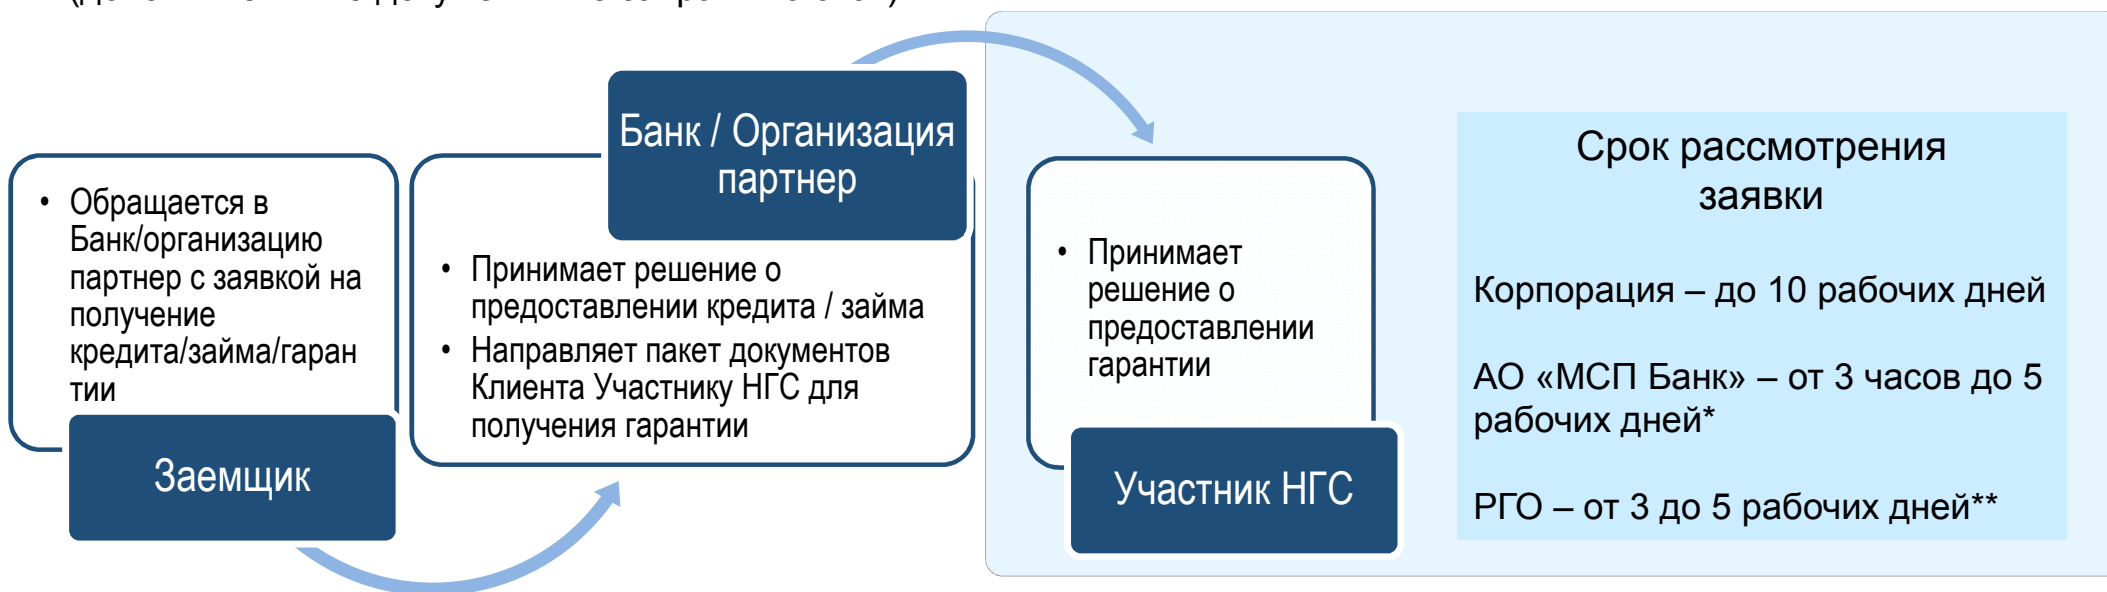 • Обращается в
Банк/организацию
партнер с заявкой на
получение
кредита/займа/гаран
тии
Заемщик
Банк / Организация
партнер
• Принимает решение о
предоставлении кредита / займа
• Направляет пакет документов
Клиента Участнику НГС для
получения гарантии
• Принимает
решение о
предоставлении
гарантии
Участник НГС
Срок рассмотрения
заявки
Корпорация – до 10 рабочих дней
АО «МСП Банк» – от 3 часов до 5
рабочих дней*
РГО – от 3 до 5 рабочих дней**